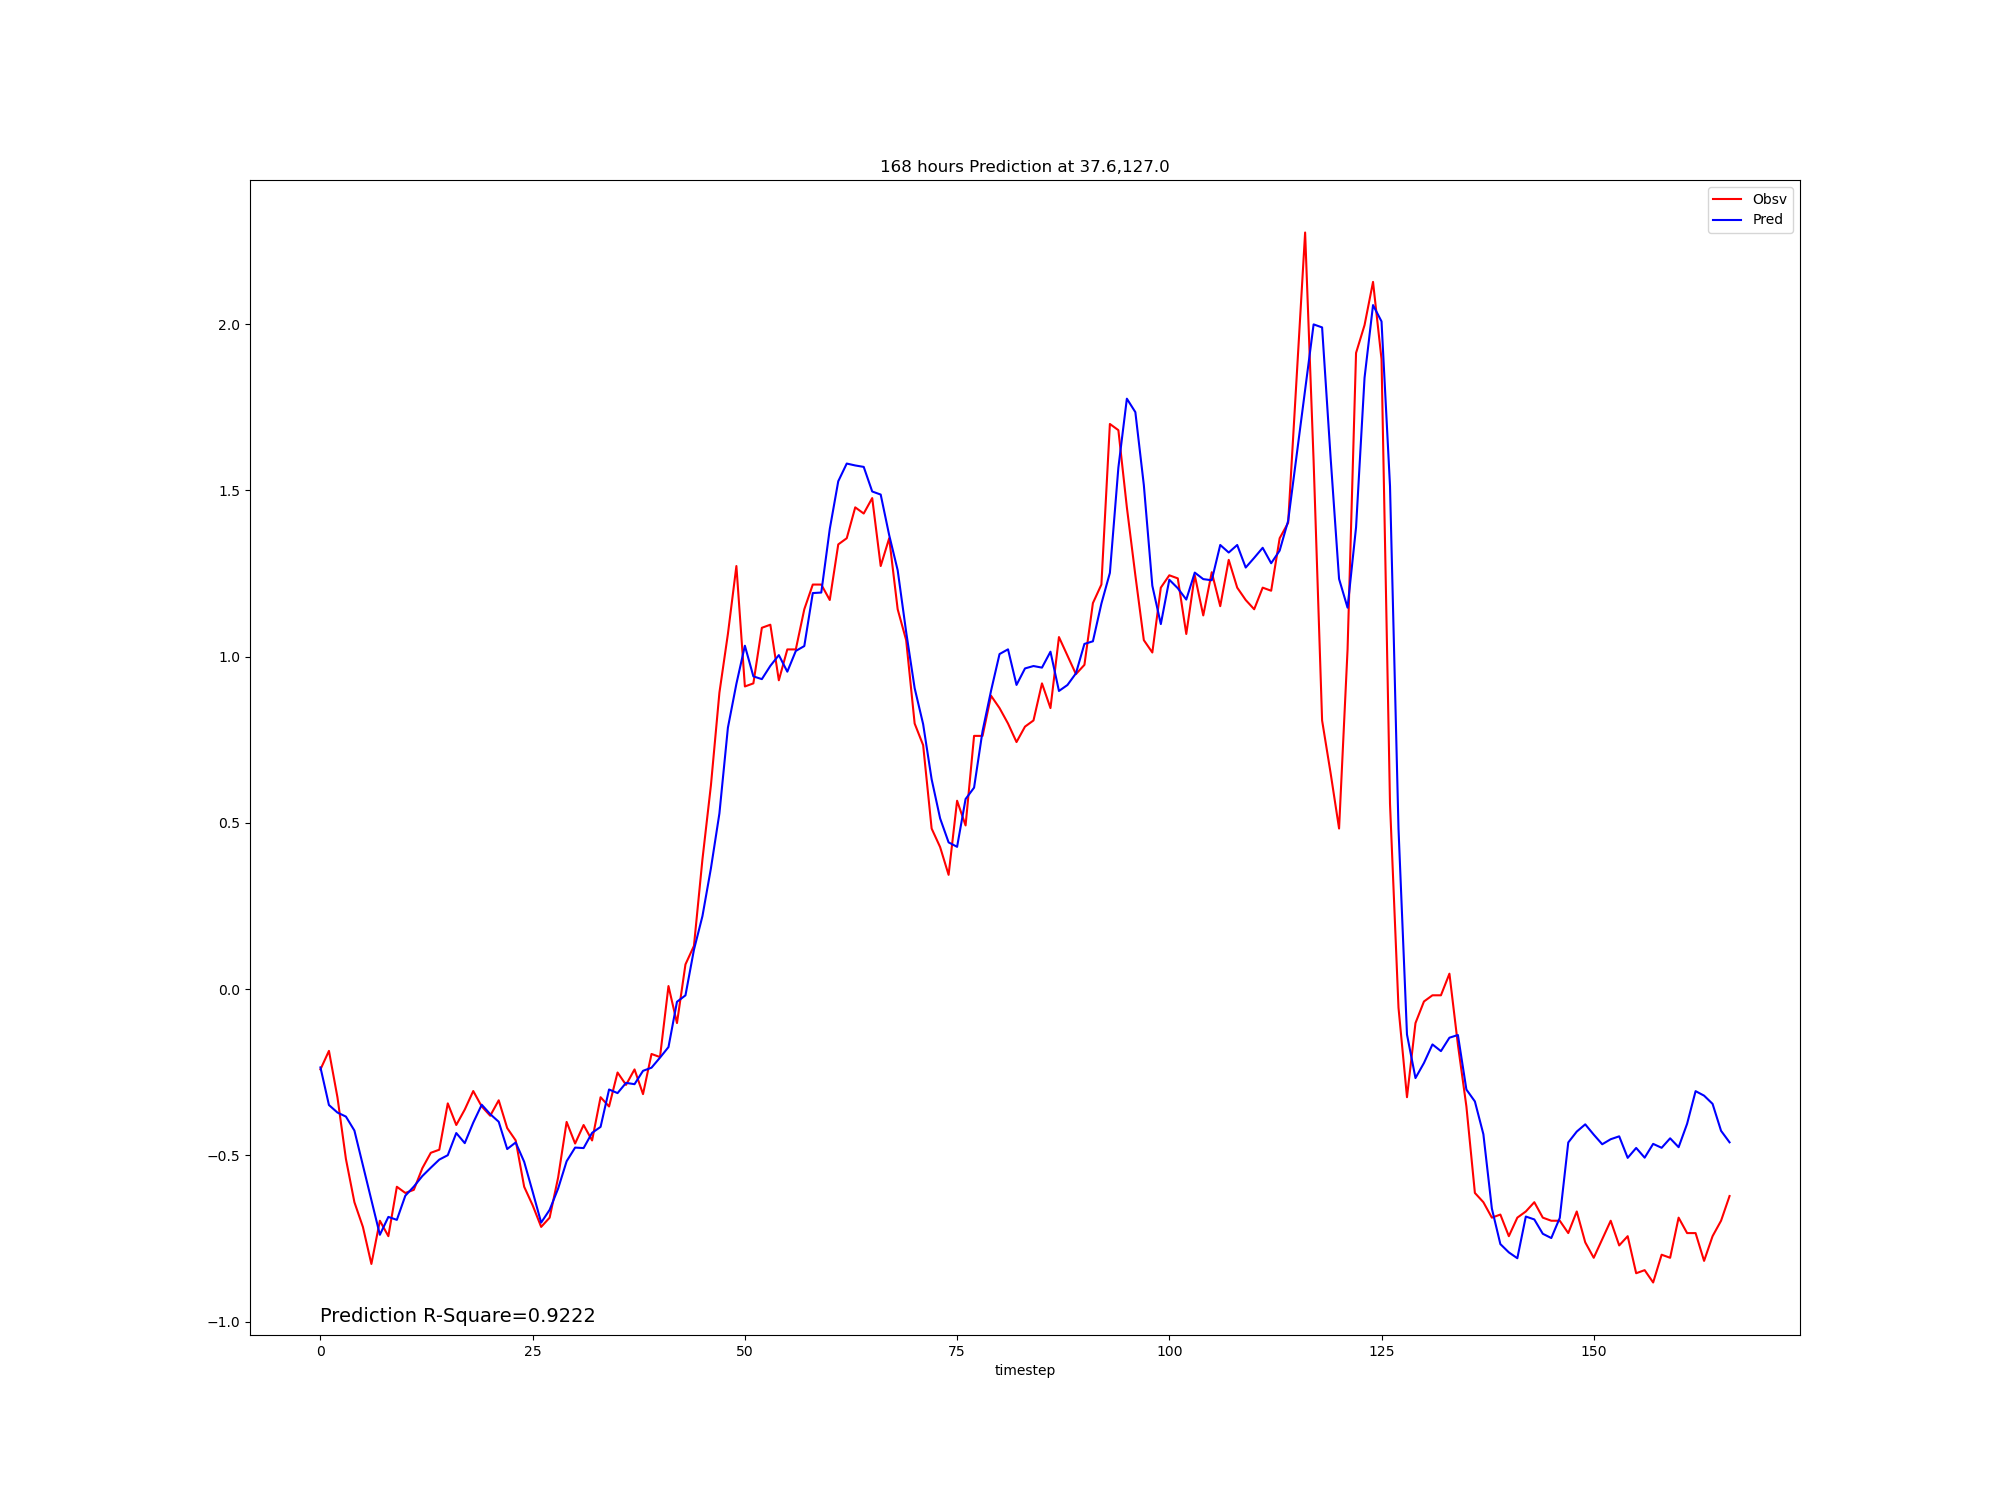 168 hours Prediction at 37.6,127.0
Obsv
Pred
2.0
1.5
1.0
0.5
0.0
−0.5
−1.0
Prediction R-Square=0.9222
0 25 50 75 100 125 150
timestep